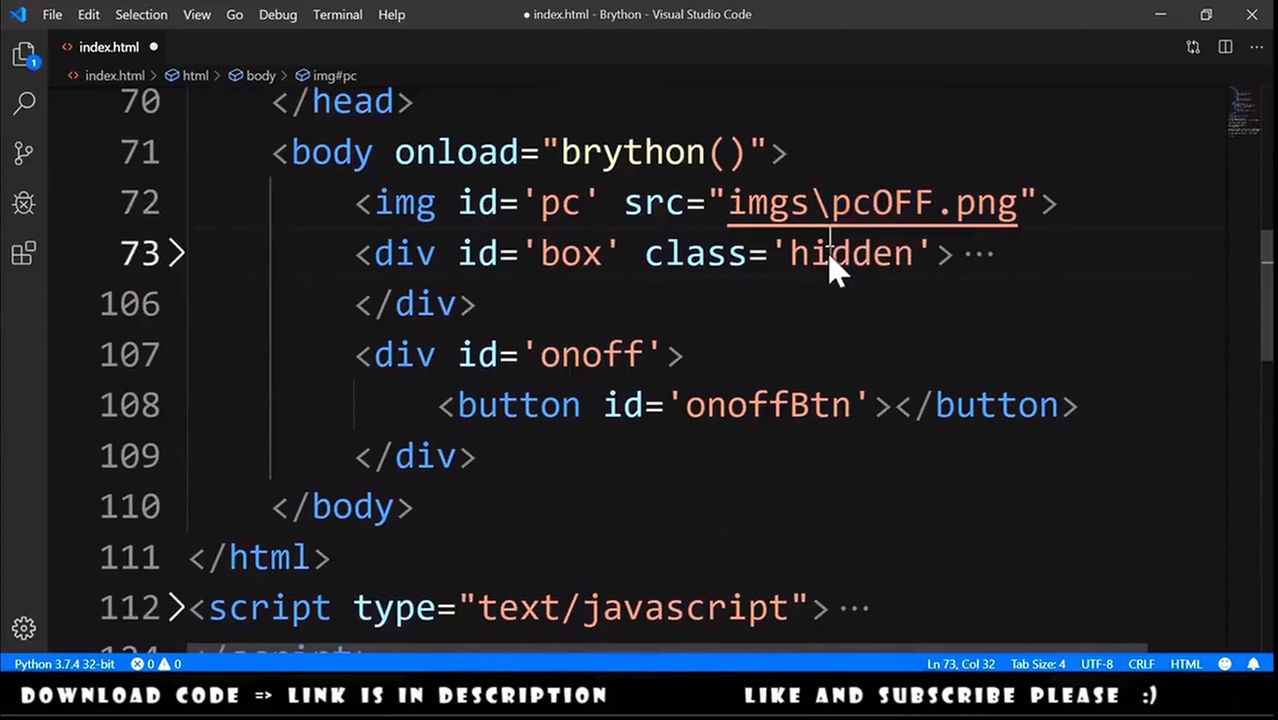 File Edit Selection View Go Debug Terminal Help ● index.html - Brython - Visual Studio Code
<> index.html ●
<> index.html > html > body > img#pc
1
70 </head>
71 <body onload="brython()">
72 <img id='pc' src="imgs\pcOFF.png">
73 <div id='box' class='hidden'> ...
106 </div>
107 <div id='onoff'>
108 <button id='onoffBtn'></button>
109 </div>
110 </body>
111 </html>
112 <script type="text/javascript"> ...
Python 3.7.4 32-bit 0 0 Ln 73, Col 32 Tab Size: 4 UTF-8 CRLF HTML
DOWNLOAD CODE => LINK IS IN DESCRIPTION LIKE AND SUBSCRIBE PLEASE :)